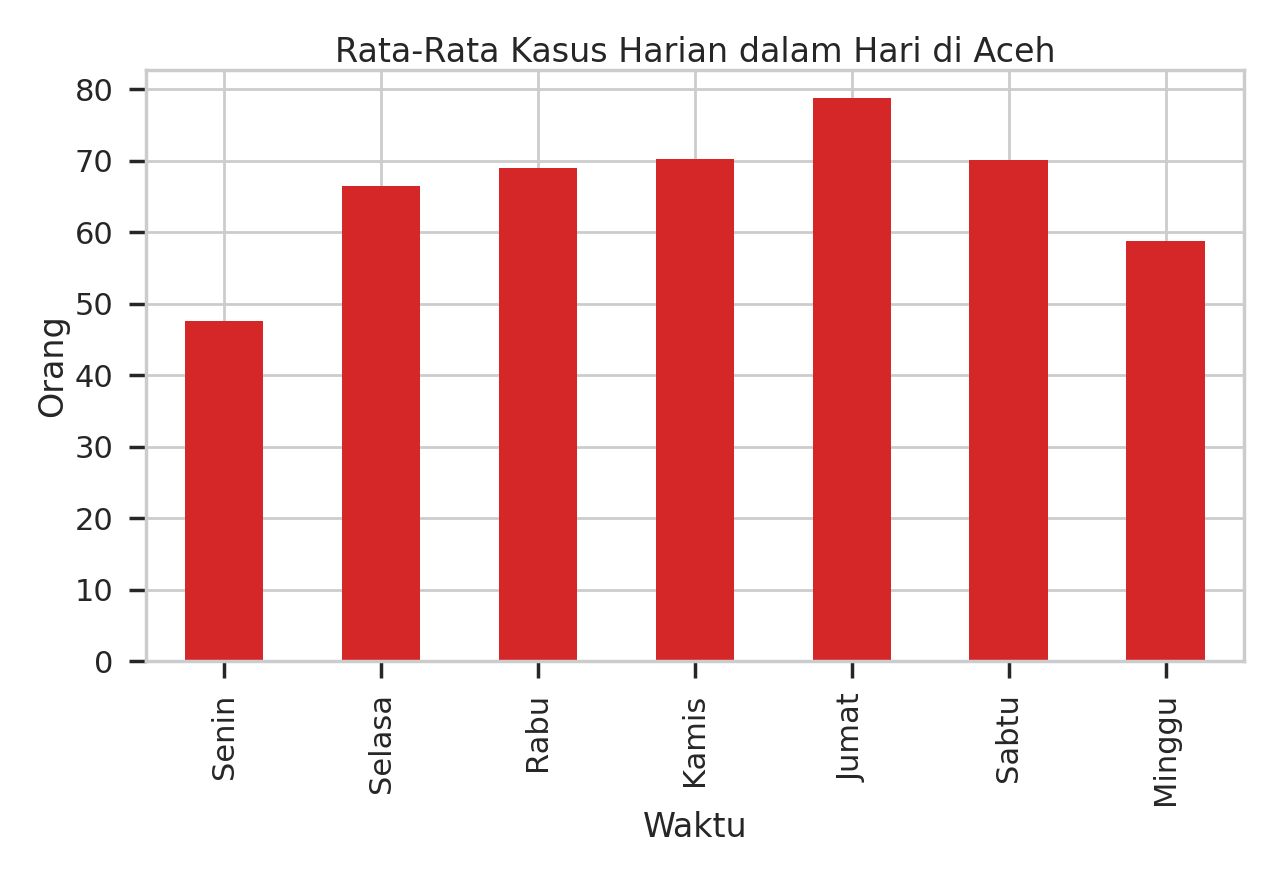 Rata-Rata Kasus Harian dalam Hari di Aceh
80
70
60
50
40
30
20
10
0
Orang
Senin
Selasa
Rabu
Kamis
Jumat
Sabtu
Minggu
Waktu